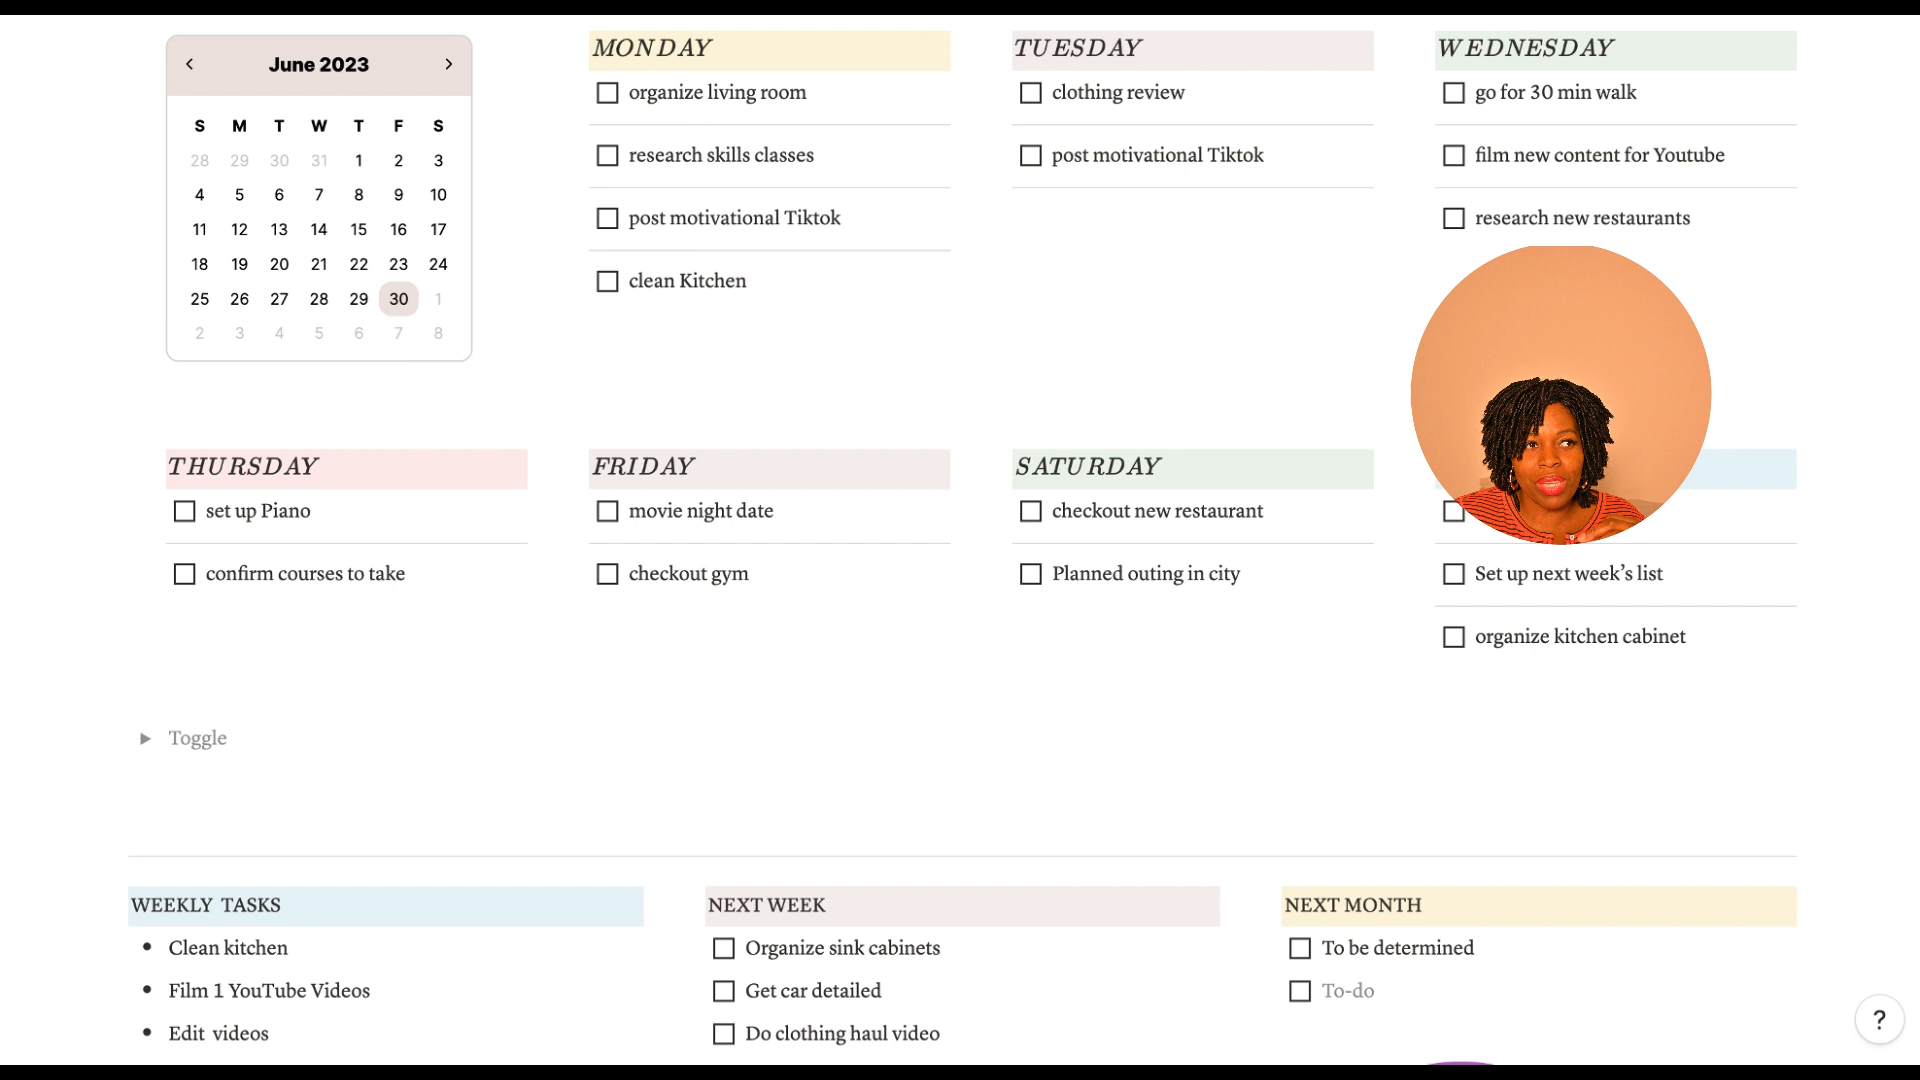 June 2023
S M T W T F S
28 29 30 31 1 2 3
4 5 6 7 8 9 10
11 12 13 14 15 16 17
18 19 20 21 22 23 24
25 26 27 28 29 30 1
2 3 4 5 6 7 8
MONDAY
organize living room
research skills classes
post motivational Tiktok
clean Kitchen
TUESDAY
clothing review
post motivational Tiktok
WEDNESDAY
go for 30 min walk
film new content for Youtube
research new restaurants
THURSDAY
set up Piano
confirm courses to take
FRIDAY
movie night date
checkout gym
SATURDAY
checkout new restaurant
Planned outing in city
Set up next week’s list
organize kitchen cabinet
Toggle
WEEKLY TASKS
Clean kitchen
Film 1 YouTube Videos
Edit videos
NEXT WEEK
Organize sink cabinets
Get car detailed
Do clothing haul video
NEXT MONTH
To be determined
To-do
?